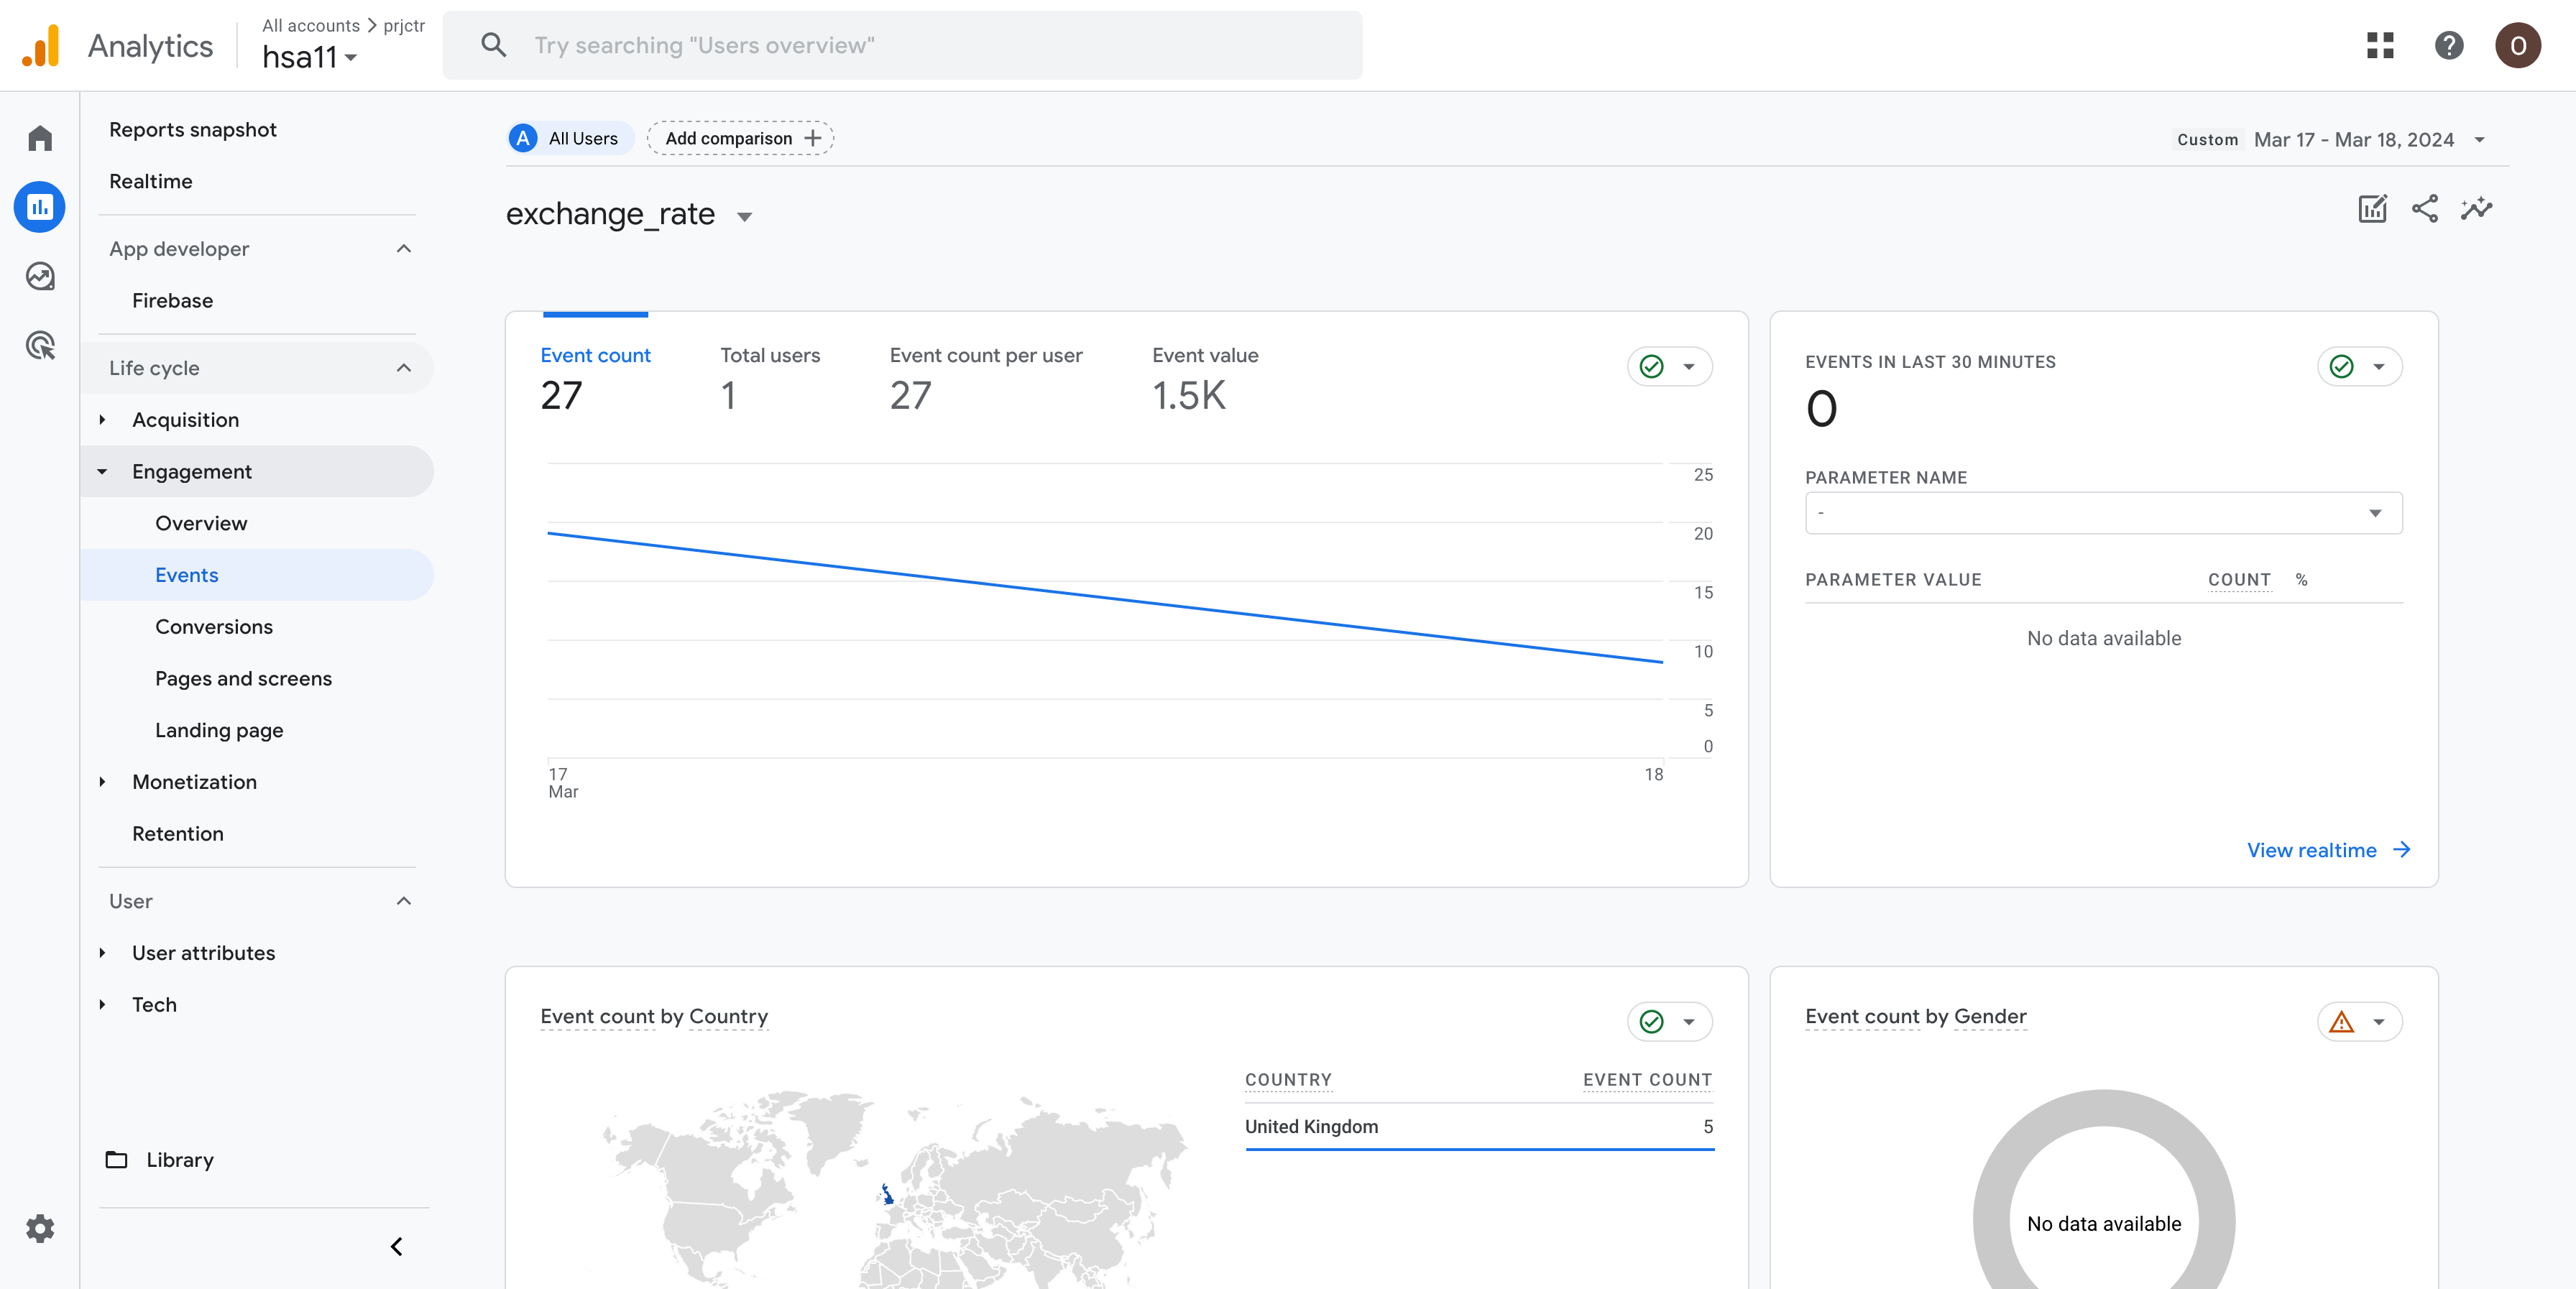 Analytics
All accounts > prjctr
hsa11
Try searching "Users overview"
O
Reports snapshot
Realtime
App developer
Firebase
Life cycle
Acquisition
Engagement
Overview
Events
Conversions
Pages and screens
Landing page
Monetization
Retention
User
User attributes
Tech
Library
A All Users
Add comparison +
Custom Mar 17 - Mar 18, 2024
exchange_rate
Event count
27
Total users
1
Event count per user
27
Event value
1.5K
25
20
15
10
5
0
17
Mar
18
EVENTS IN LAST 30 MINUTES
0
PARAMETER NAME
-
PARAMETER VALUE COUNT %
No data available
View realtime
Event count by Country
COUNTRY EVENT COUNT
United Kingdom 5
Event count by Gender
No data available